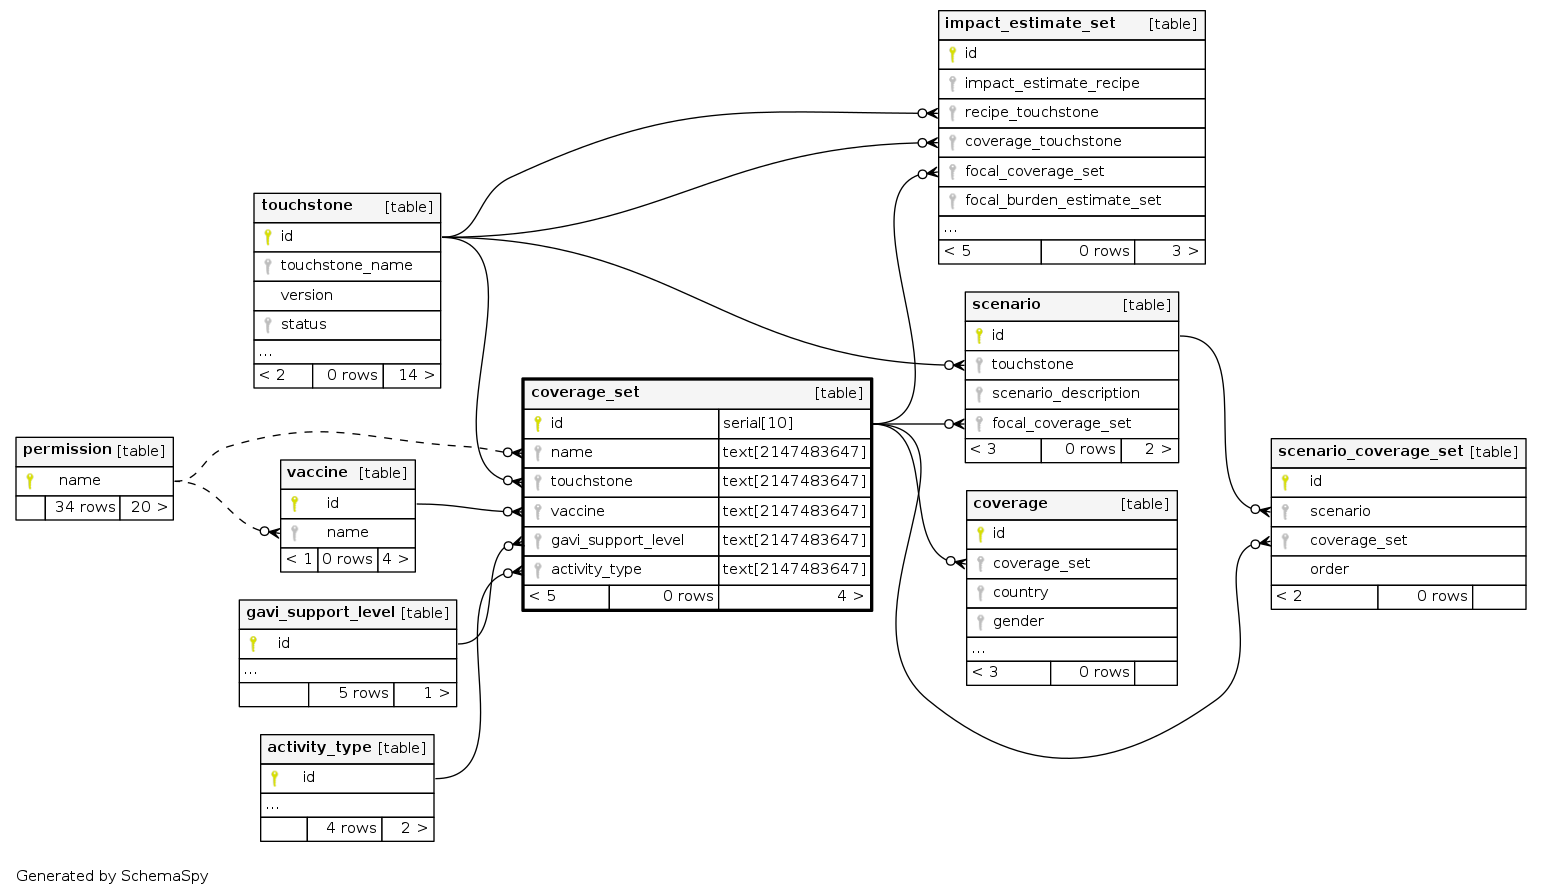 impact_estimate_set [table]
id
impact_estimate_recipe
recipe_touchstone
coverage_touchstone
focal_coverage_set
focal_burden_estimate_set
...
< 5 0 rows 3 >
touchstone [table]
id
touchstone_name
version
status
...
< 2 0 rows 14 >
scenario [table]
id
touchstone
scenario_description
focal_coverage_set
< 3 0 rows 2 >
coverage_set [table]
id serial[10]
name text[2147483647]
touchstone text[2147483647]
vaccine text[2147483647]
gavi_support_level text[2147483647]
activity_type text[2147483647]
< 5 0 rows 4 >
permission [table]
name
34 rows 20 >
vaccine [table]
id
name
< 1 0 rows 4 >
scenario_coverage_set [table]
id
scenario
coverage_set
order
< 2 0 rows
coverage [table]
id
coverage_set
country
gender
...
< 3 0 rows
gavi_support_level [table]
id
...
5 rows 1 >
activity_type [table]
id
...
4 rows 2 >
Generated by SchemaSpy